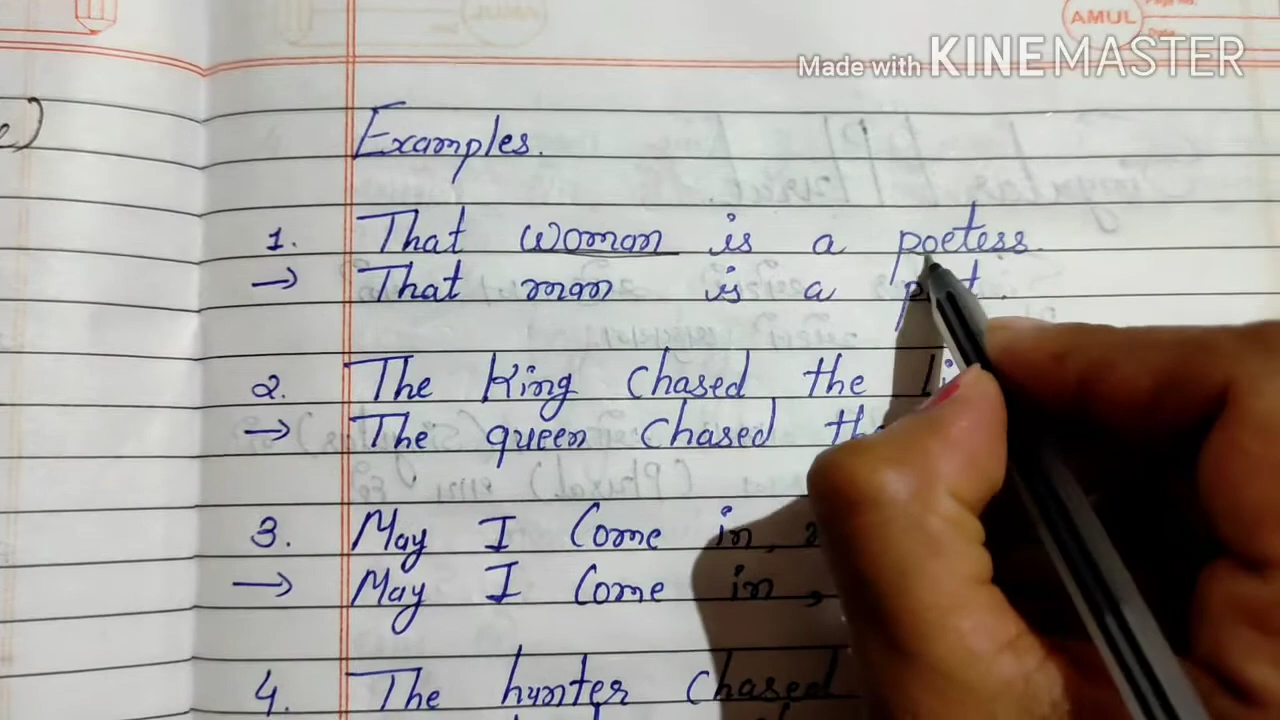 AMUL
Made with KINEMASTER
Examples.
1. That woman is a poetess.
→ That man is a
2. The King chased the
→ The queen chased
3. May I Come in,
→ May I Come in,
4. The hunter chased